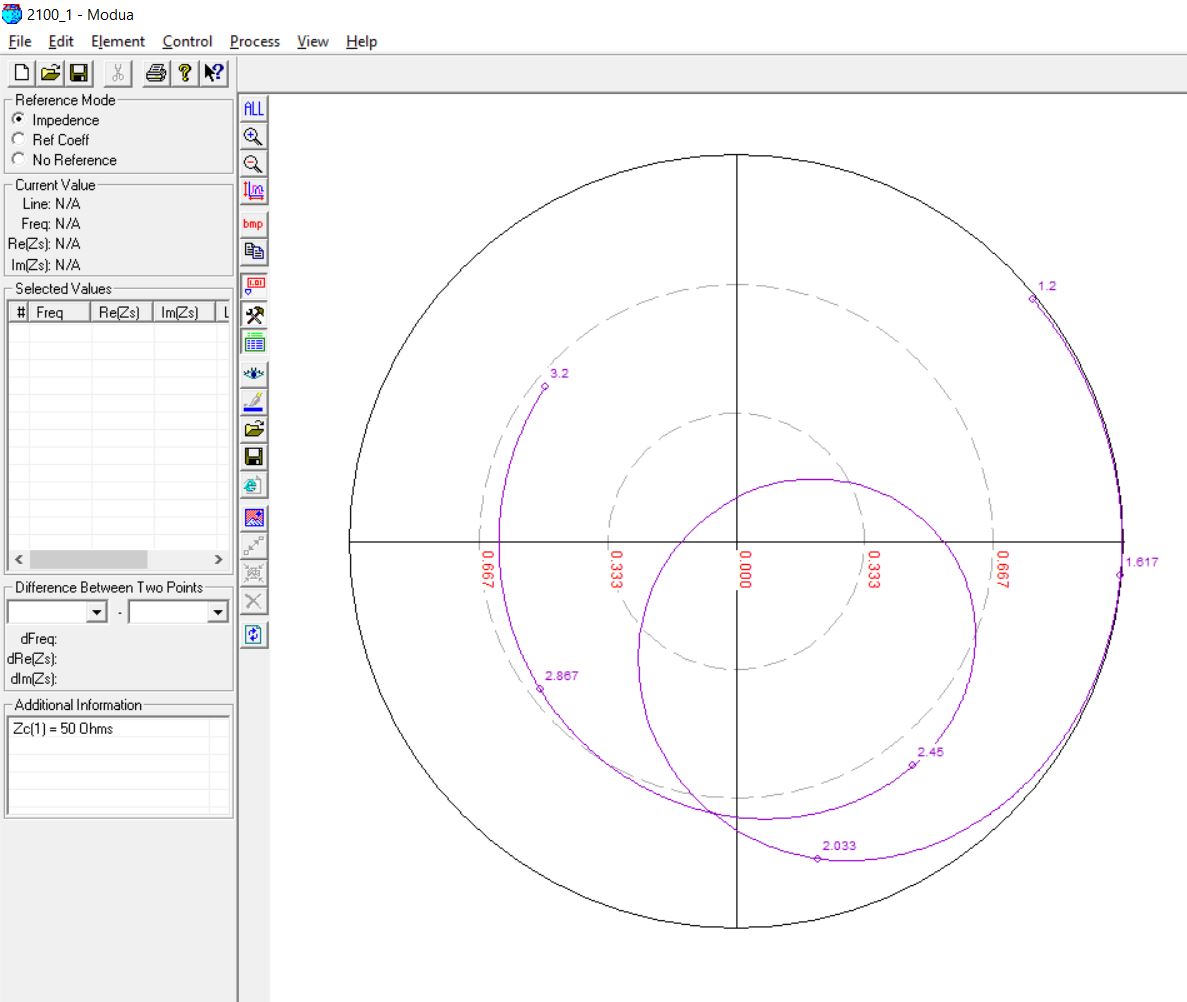 2100_1 - Modua
File Edit Element Control Process View Help
Reference Mode
Impedence
Ref Coeff
No Reference
Current Value
Line: N/A
Freq: N/A
Re(Zs): N/A
Im(Zs): N/A
Selected Values
# Freq Re(Zs) Im(Zs) L
Difference Between Two Points
-
dFreq:
dRe(Zs):
dIm(Zs):
Additional Information
Zc(1) = 50 Ohms
ALL
bmp
1.01
1.2
3.2
0.667 0.333 0.000 0.333 0.667
1.617
2.867
2.45
2.033